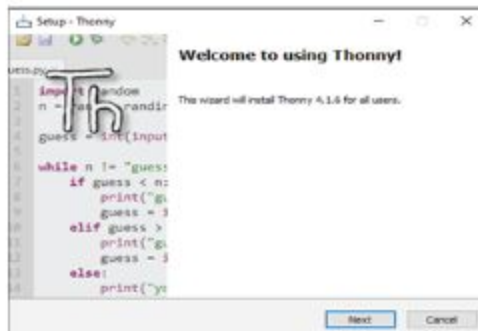 Setup - Thonny
Welcome to using Thonny!
This wizard will install Thonny 4.1.6 for all users.
Th
import random
n = randin
guess = int(input
while n != "guess
if guess < n:
print("gu
guess = i
elif guess >
print("gu
guess = i
else:
print("yo
Next
Cancel